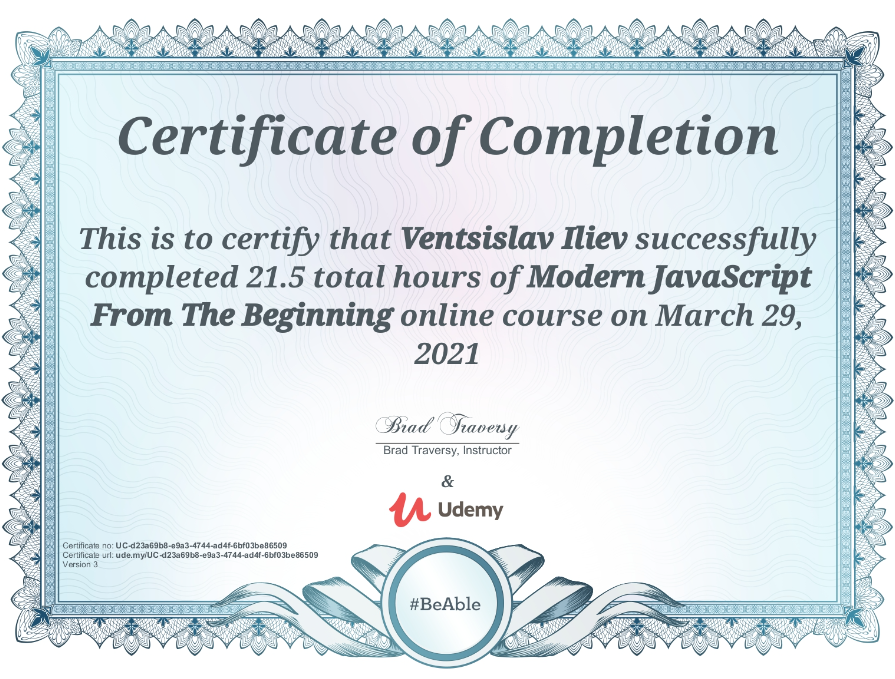 Certificate of Completion
This is to certify that Ventsislav Iliev successfully
completed 21.5 total hours of Modern JavaScript
From The Beginning online course on March 29,
2021
Brad Traversy
Brad Traversy, Instructor
&
Udemy
Certificate no: UC-d23a69b8-e9a3-4744-ad4f-6bf03be86509
Certificate url: ude.my/UC-d23a69b8-e9a3-4744-ad4f-6bf03be86509
Version 3
#BeAble